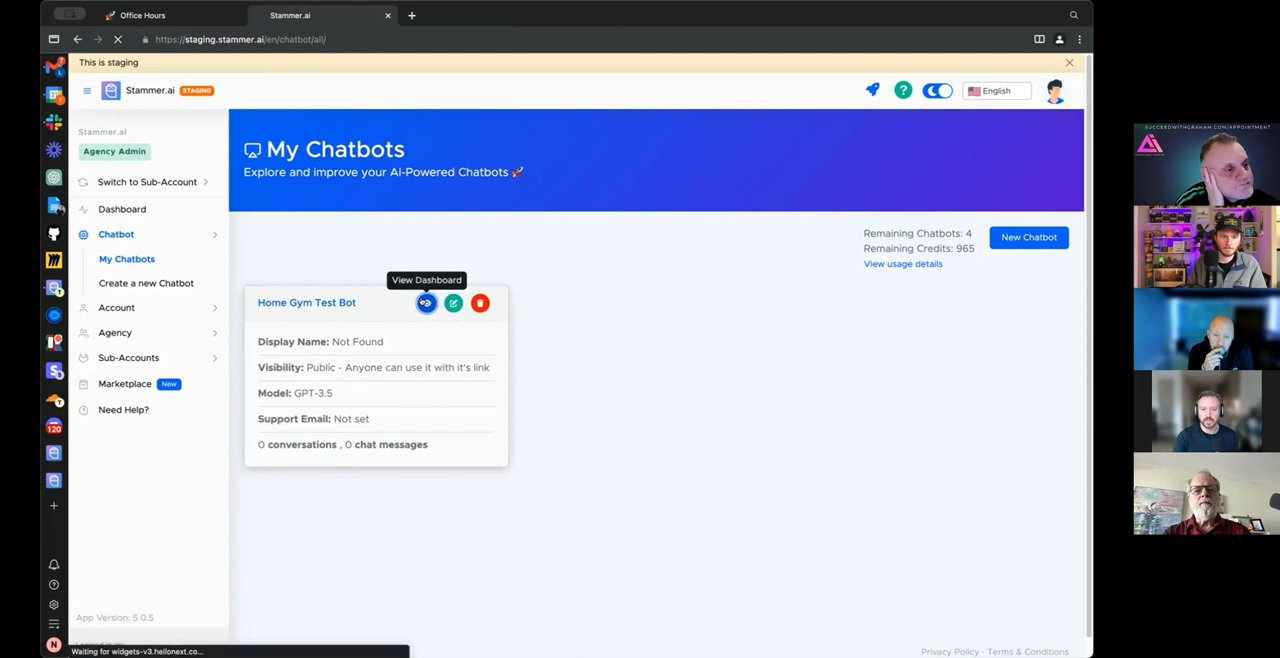 Office Hours
Stammer.ai
https://staging.stammer.ai/en/chatbot/all/
This is staging
Stammer.ai STAGING
English
Stammer.ai
Agency Admin
Switch to Sub-Account
Dashboard
Chatbot
My Chatbots
Create a new Chatbot
Account
Agency
Sub-Accounts
Marketplace New
Need Help?
App Version: 5.0.5
My Chatbots
Explore and improve your AI-Powered Chatbots 🚀
Remaining Chatbots: 4
Remaining Credits: 965
View usage details
New Chatbot
View Dashboard
Home Gym Test Bot
Display Name: Not Found
Visibility: Public - Anyone can use it with it's link
Model: GPT-3.5
Support Email: Not set
0 conversations , 0 chat messages
Waiting for widgets-v3.hellonext.co...
Privacy Policy · Terms & Conditions
120
N
SUCCEEDWITHGRAHAM.COM/APPOINTMENT